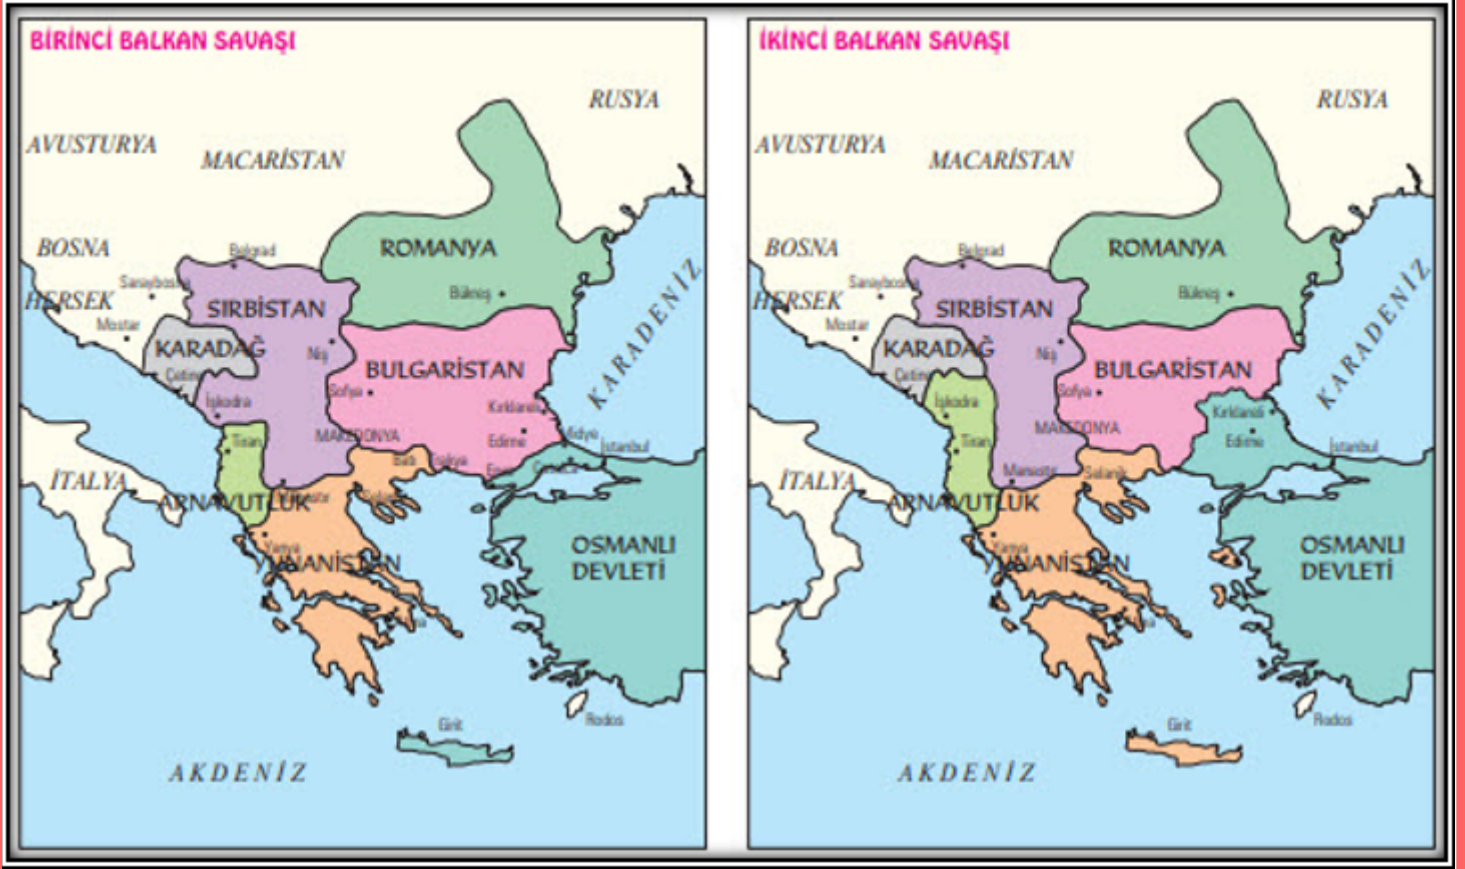 BİRİNCİ BALKAN SAVAŞI
RUSYA
AVUSTURYA
MACARİSTAN
BOSNA
Belgrad
ROMANYA
HERSEK
SIRBİSTAN
Bükreş
KARADENİZ
Mostar
KARADAĞ
Niş
BULGARİSTAN
Sofya
İşkodra
Kırklareli
MAKEDONYA
Edirne
Midye
Tiran
İstanbul
Batı Trakya
İTALYA
ARNAVUTLUK
Yanya
YUNANİSTAN
OSMANLI
DEVLETİ
Girit
Rodos
AKDENİZ
İKİNCİ BALKAN SAVAŞI
RUSYA
AVUSTURYA
MACARİSTAN
BOSNA
Belgrad
ROMANYA
HERSEK
SIRBİSTAN
Bükreş
KARADENİZ
Mostar
KARADAĞ
Niş
BULGARİSTAN
Sofya
İşkodra
Kırklareli
MAKEDONYA
Edirne
Tiran
İstanbul
Manastır
Selanik
İTALYA
ARNAVUTLUK
Yanya
YUNANİSTAN
OSMANLI
DEVLETİ
Girit
Rodos
AKDENİZ